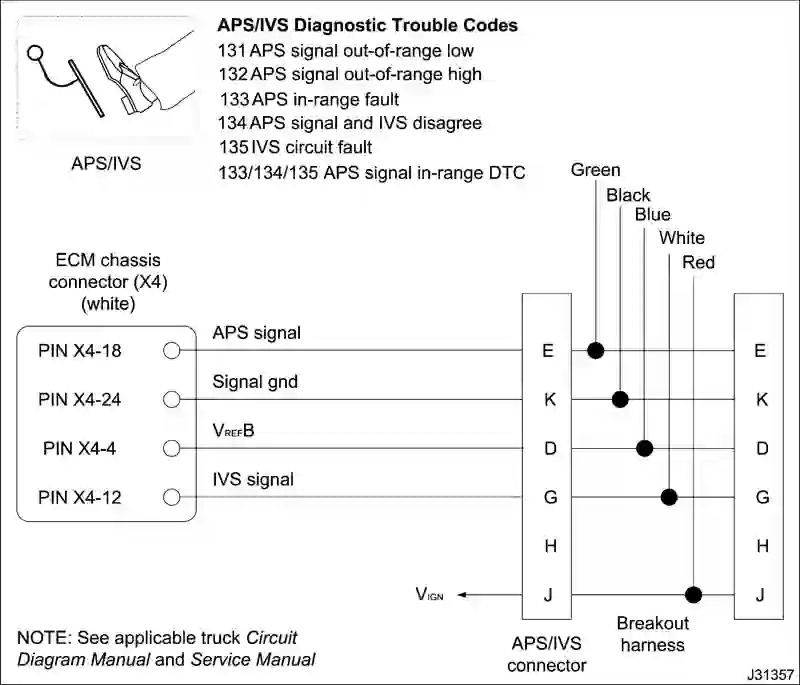 APS/IVS Diagnostic Trouble Codes
131 APS signal out-of-range low
132 APS signal out-of-range high
133 APS in-range fault
134 APS signal and IVS disagree
135 IVS circuit fault
133/134/135 APS signal in-range DTC
APS/IVS
Green
Black
Blue
White
Red
ECM chassis
connector (X4)
(white)
PIN X4-18
APS signal
E
E
PIN X4-24
Signal gnd
K
K
PIN X4-4
VREFB
D
D
PIN X4-12
IVS signal
G
G
H
H
VIGN
J
J
APS/IVS
connector
Breakout
harness
NOTE: See applicable truck Circuit
Diagram Manual and Service Manual
J31357